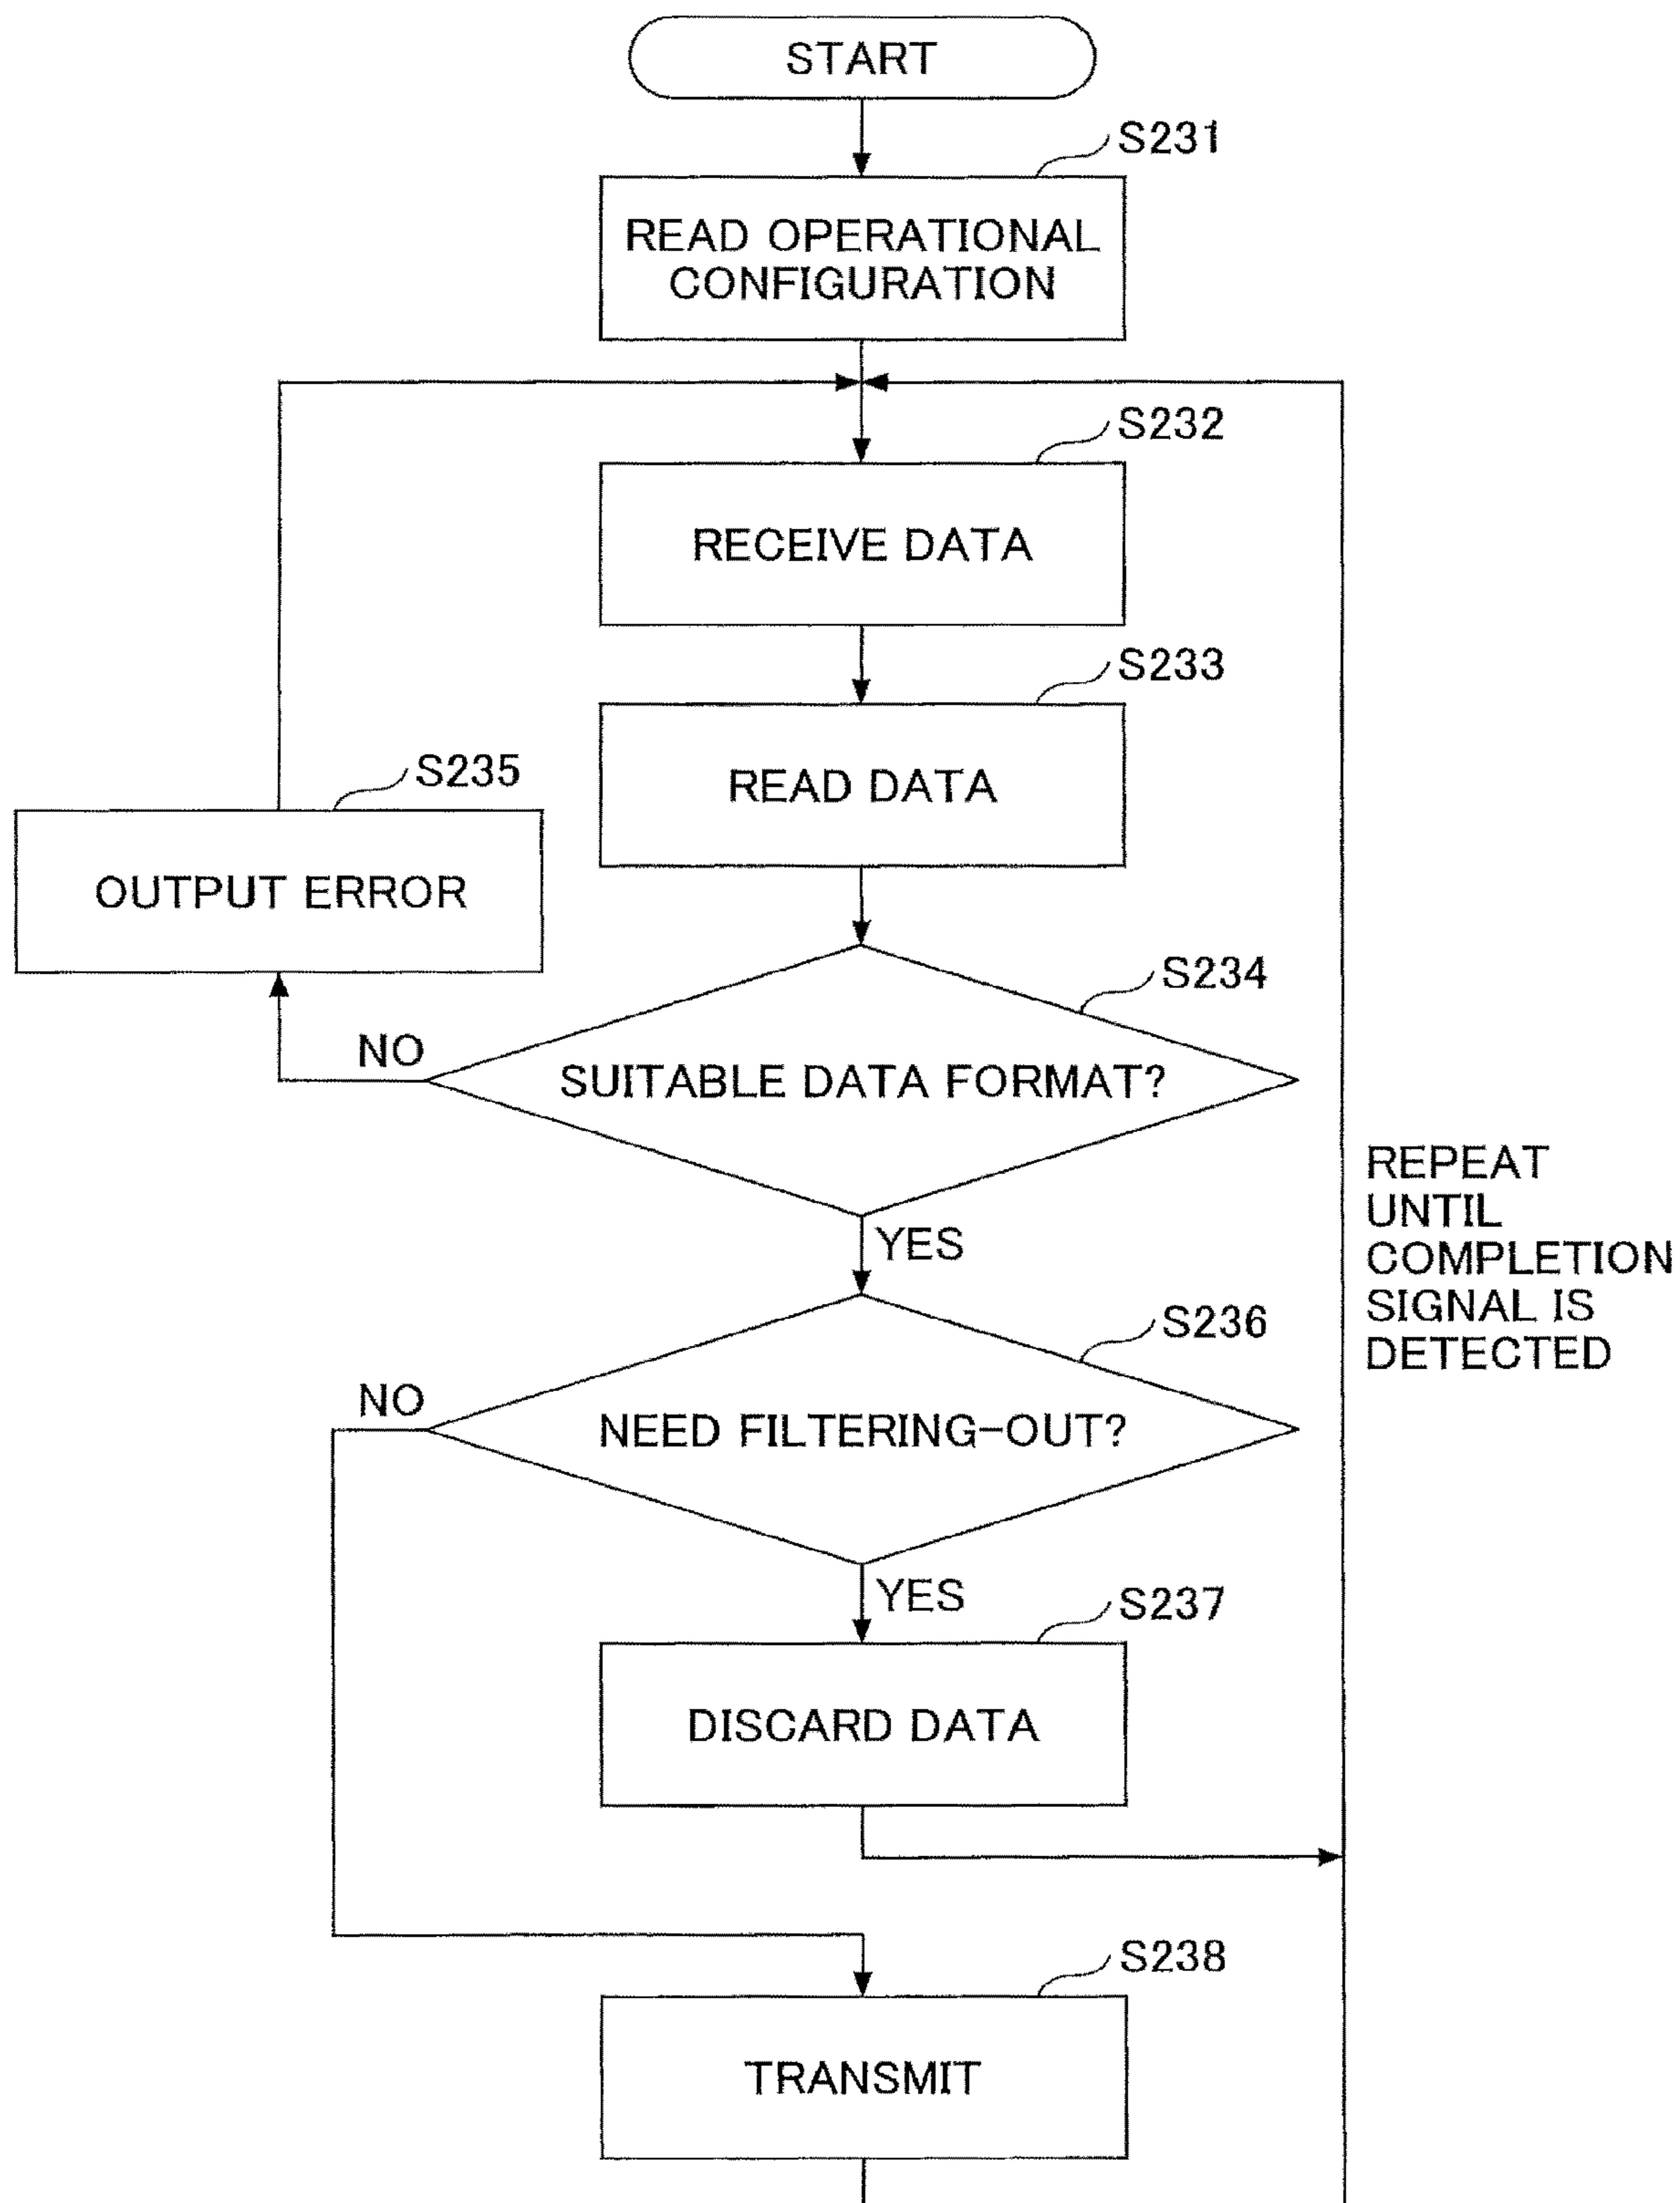 START
S231
READ OPERATIONAL
CONFIGURATION
S232
RECEIVE DATA
S233
READ DATA
S235
OUTPUT ERROR
S234
NO
SUITABLE DATA FORMAT?
YES
REPEAT
UNTIL
COMPLETION
SIGNAL IS
DETECTED
S236
NO
NEED FILTERING-OUT?
YES
S237
DISCARD DATA
S238
TRANSMIT